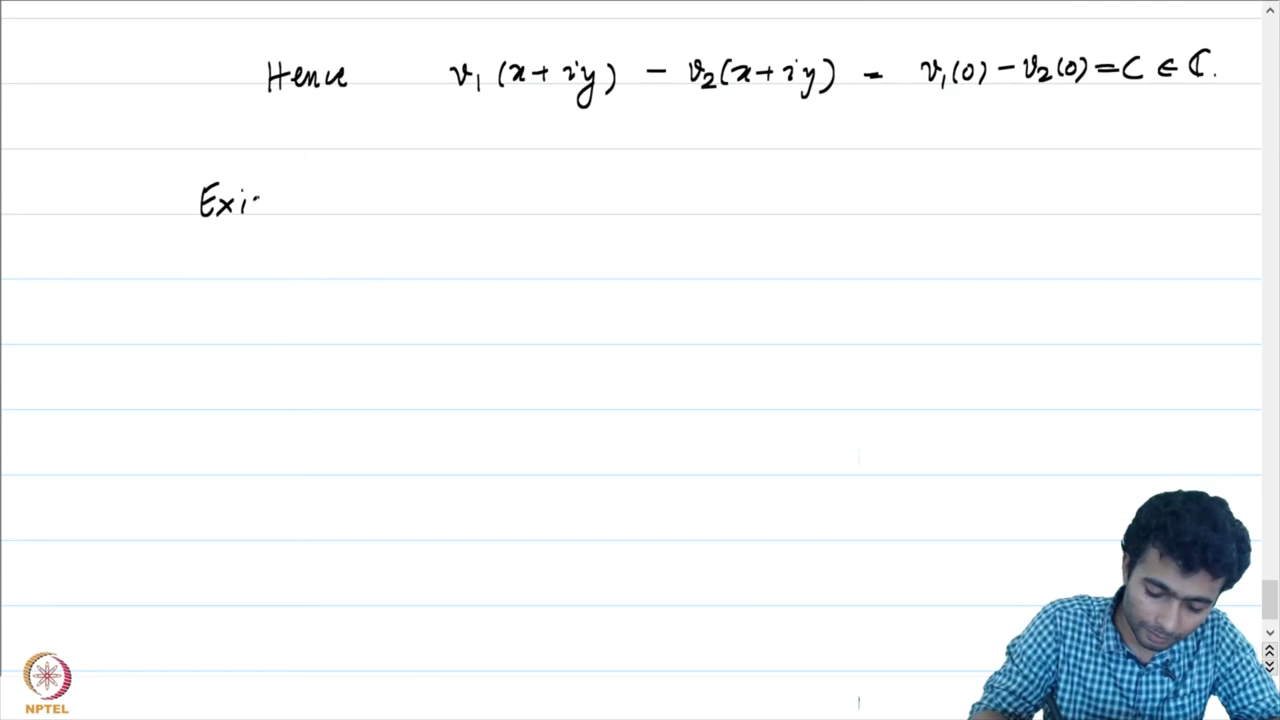 Hence v₁(x + iy) − v₂(x + iy) = v₁(0) − v₂(0) = C ∈ ℂ.
Exi
NPTEL